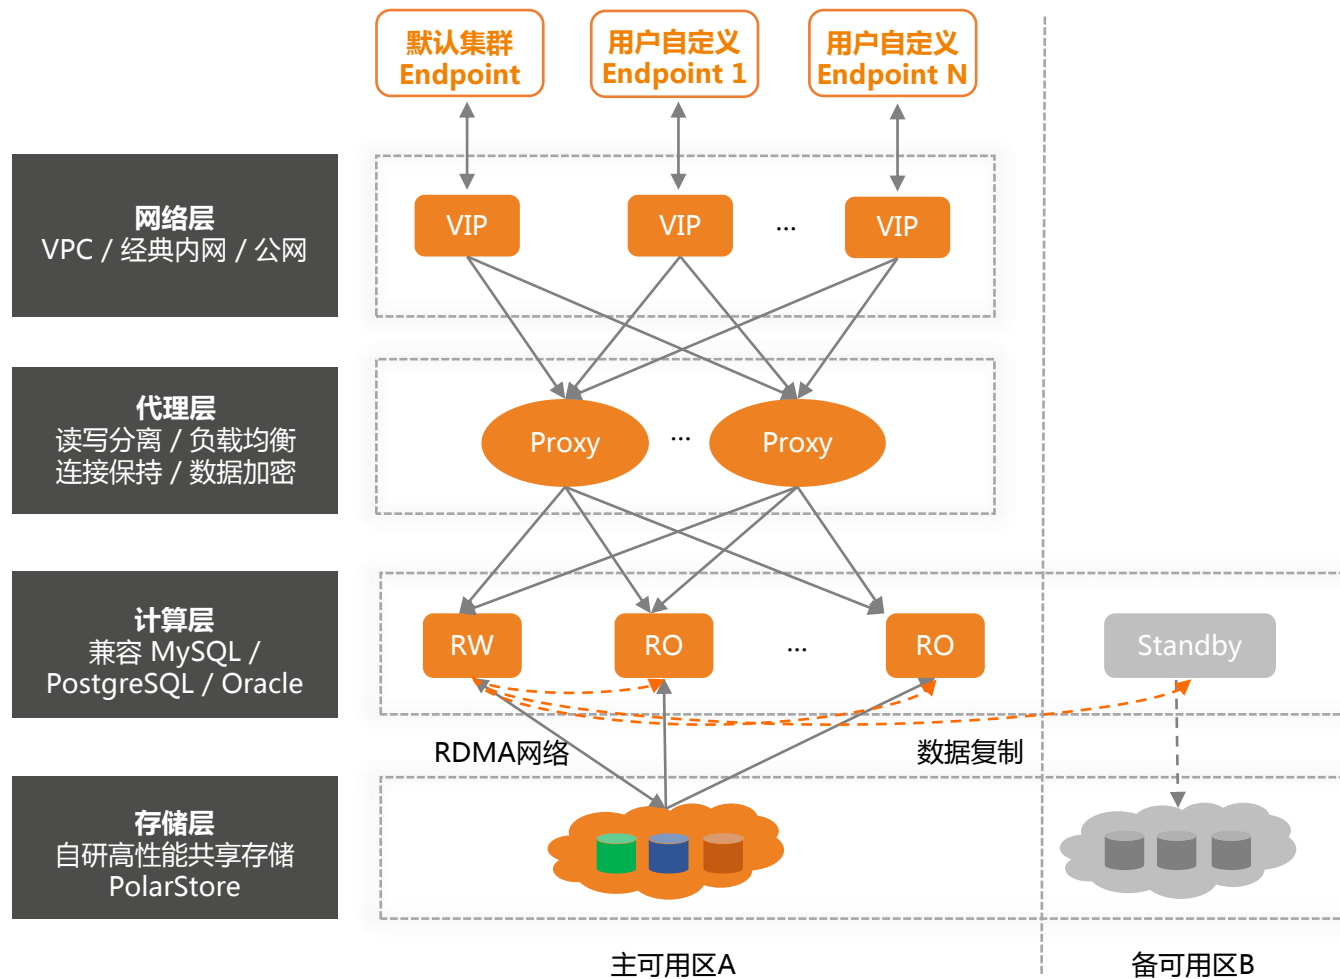 默认集群
Endpoint
用户自定义
Endpoint 1
用户自定义
Endpoint N
网络层
VPC / 经典内网 / 公网
VIP
VIP
...
VIP
代理层
读写分离 / 负载均衡
连接保持 / 数据加密
Proxy
...
Proxy
计算层
兼容 MySQL /
PostgreSQL / Oracle
RW
RO
...
RO
Standby
RDMA网络
数据复制
存储层
自研高性能共享存储
PolarStore
主可用区A
备可用区B